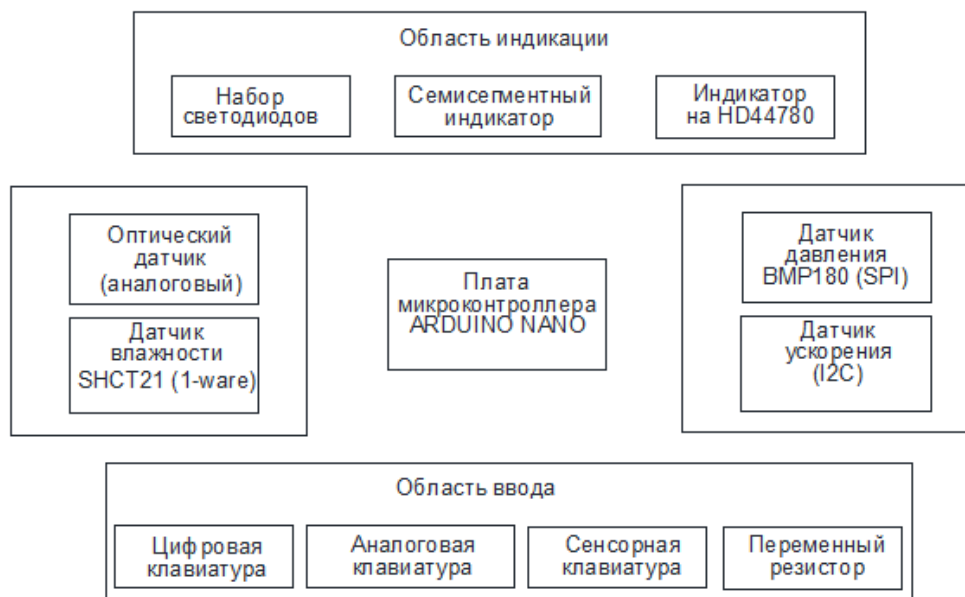 Область индикации
Набор
светодиодов
Семисегментный
индикатор
Индикатор
на HD44780
Оптический
датчик
(аналоговый)
Датчик
влажности
SHCT21 (1-ware)
Плата
микроконтроллера
ARDUINO NANO
Датчик
давления
BMP180 (SPI)
Датчик
ускорения
(I2C)
Область ввода
Цифровая
клавиатура
Аналоговая
клавиатура
Сенсорная
клавиатура
Переменный
резистор